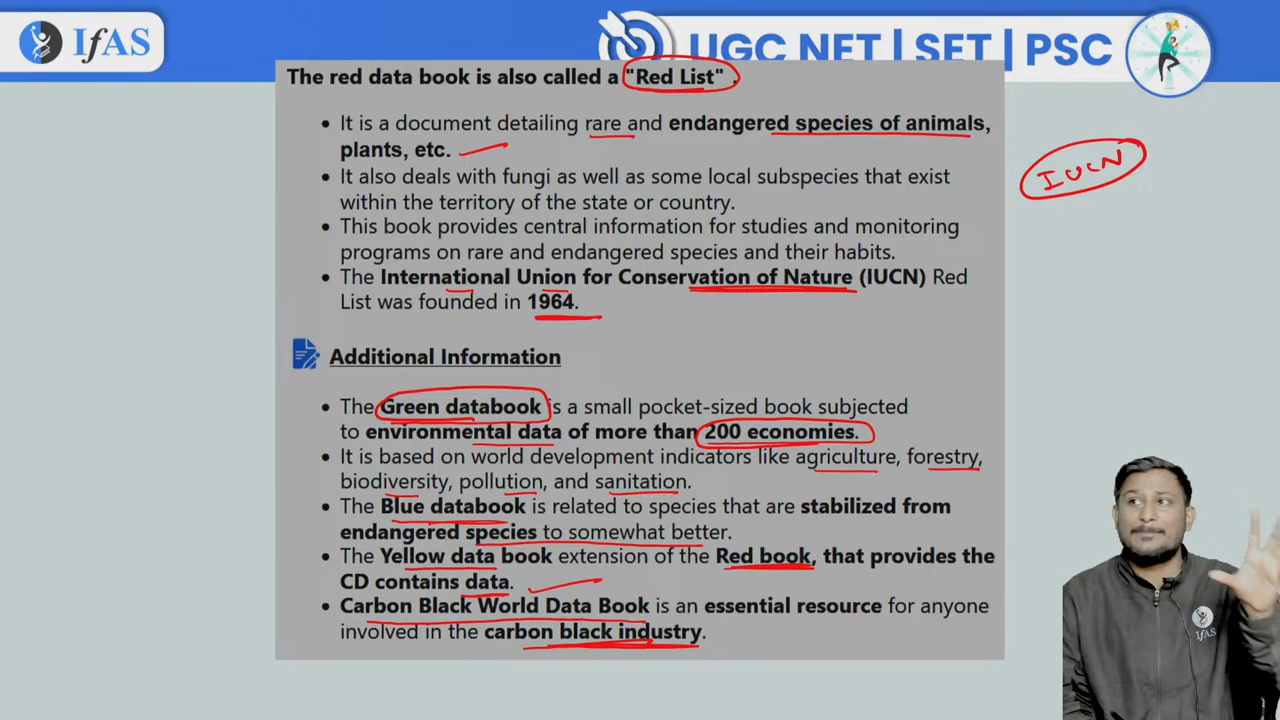 IfAS
UGC NET | SET | PSC
The red data book is also called a "Red List" .
• It is a document detailing rare and endangered species of animals,
plants, etc.
IUCN
• It also deals with fungi as well as some local subspecies that exist
within the territory of the state or country.
• This book provides central information for studies and monitoring
programs on rare and endangered species and their habits.
• The International Union for Conservation of Nature (IUCN) Red
List was founded in 1964.
Additional Information
• The Green databook is a small pocket-sized book subjected
to environmental data of more than 200 economies.
• It is based on world development indicators like agriculture, forestry,
biodiversity, pollution, and sanitation.
• The Blue databook is related to species that are stabilized from
endangered species to somewhat better.
• The Yellow data book extension of the Red book, that provides the
CD contains data.
• Carbon Black World Data Book is an essential resource for anyone
involved in the carbon black industry.
IfAS